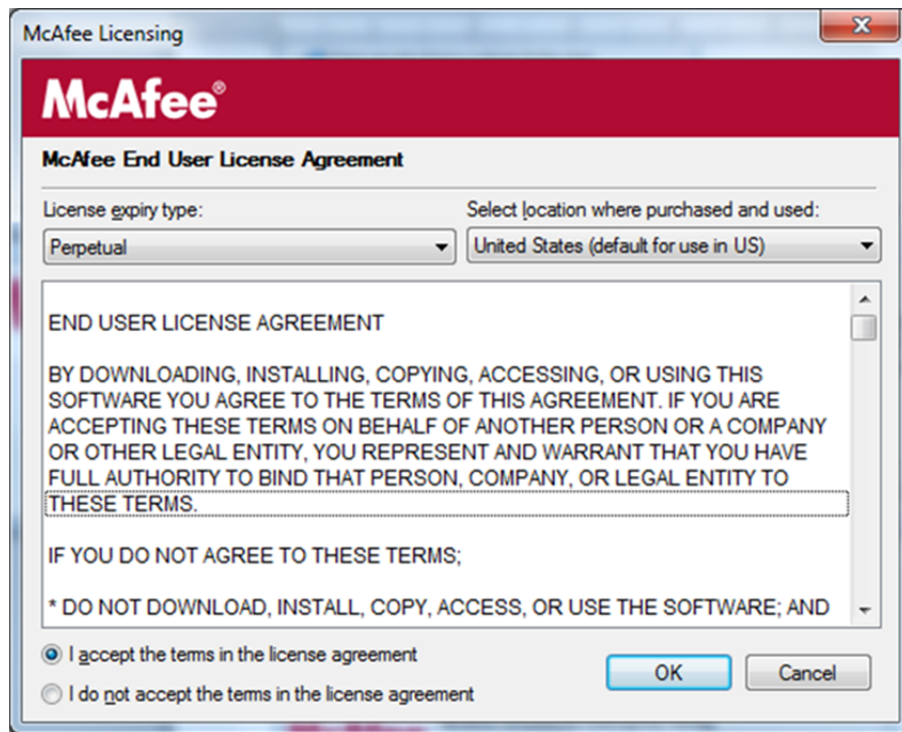 McAfee Licensing
McAfee®
McAfee End User License Agreement
License expiry type:
Select location where purchased and used:
Perpetual
United States (default for use in US)
END USER LICENSE AGREEMENT
BY DOWNLOADING, INSTALLING, COPYING, ACCESSING, OR USING THIS
SOFTWARE YOU AGREE TO THE TERMS OF THIS AGREEMENT. IF YOU ARE
ACCEPTING THESE TERMS ON BEHALF OF ANOTHER PERSON OR A COMPANY
OR OTHER LEGAL ENTITY, YOU REPRESENT AND WARRANT THAT YOU HAVE
FULL AUTHORITY TO BIND THAT PERSON, COMPANY, OR LEGAL ENTITY TO
THESE TERMS.
IF YOU DO NOT AGREE TO THESE TERMS;
* DO NOT DOWNLOAD, INSTALL, COPY, ACCESS, OR USE THE SOFTWARE; AND
I accept the terms in the license agreement
I do not accept the terms in the license agreement
OK
Cancel